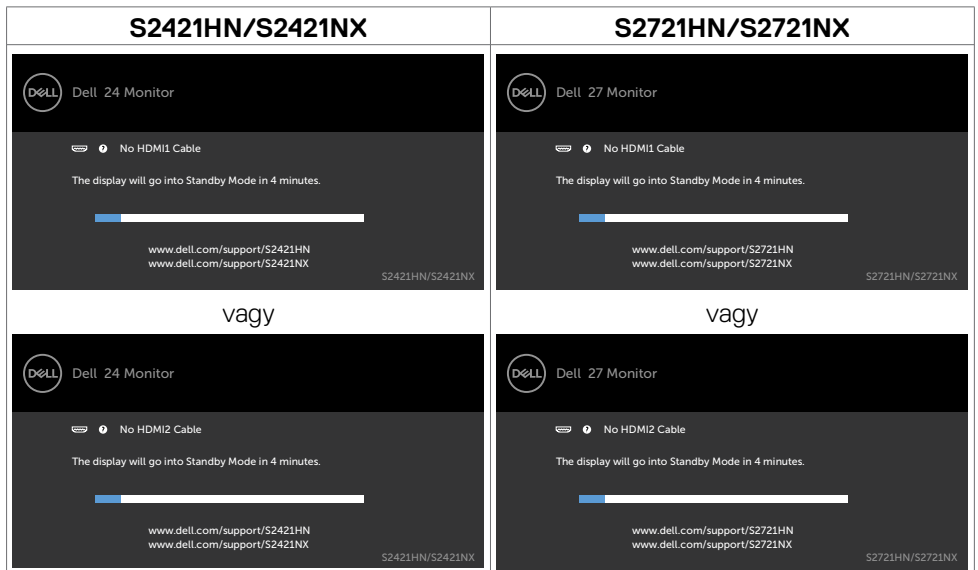 S2421HN/S2421NX
S2721HN/S2721NX
DELL
Dell 24 Monitor
No HDMI1 Cable
The display will go into Standby Mode in 4 minutes.
www.dell.com/support/S2421HN
www.dell.com/support/S2421NX
S2421HN/S2421NX
DELL
Dell 27 Monitor
No HDMI1 Cable
The display will go into Standby Mode in 4 minutes.
www.dell.com/support/S2721HN
www.dell.com/support/S2721NX
S2721HN/S2721NX
vagy
vagy
DELL
Dell 24 Monitor
No HDMI2 Cable
The display will go into Standby Mode in 4 minutes.
www.dell.com/support/S2421HN
www.dell.com/support/S2421NX
S2421HN/S2421NX
DELL
Dell 27 Monitor
No HDMI2 Cable
The display will go into Standby Mode in 4 minutes.
www.dell.com/support/S2721HN
www.dell.com/support/S2721NX
S2721HN/S2721NX